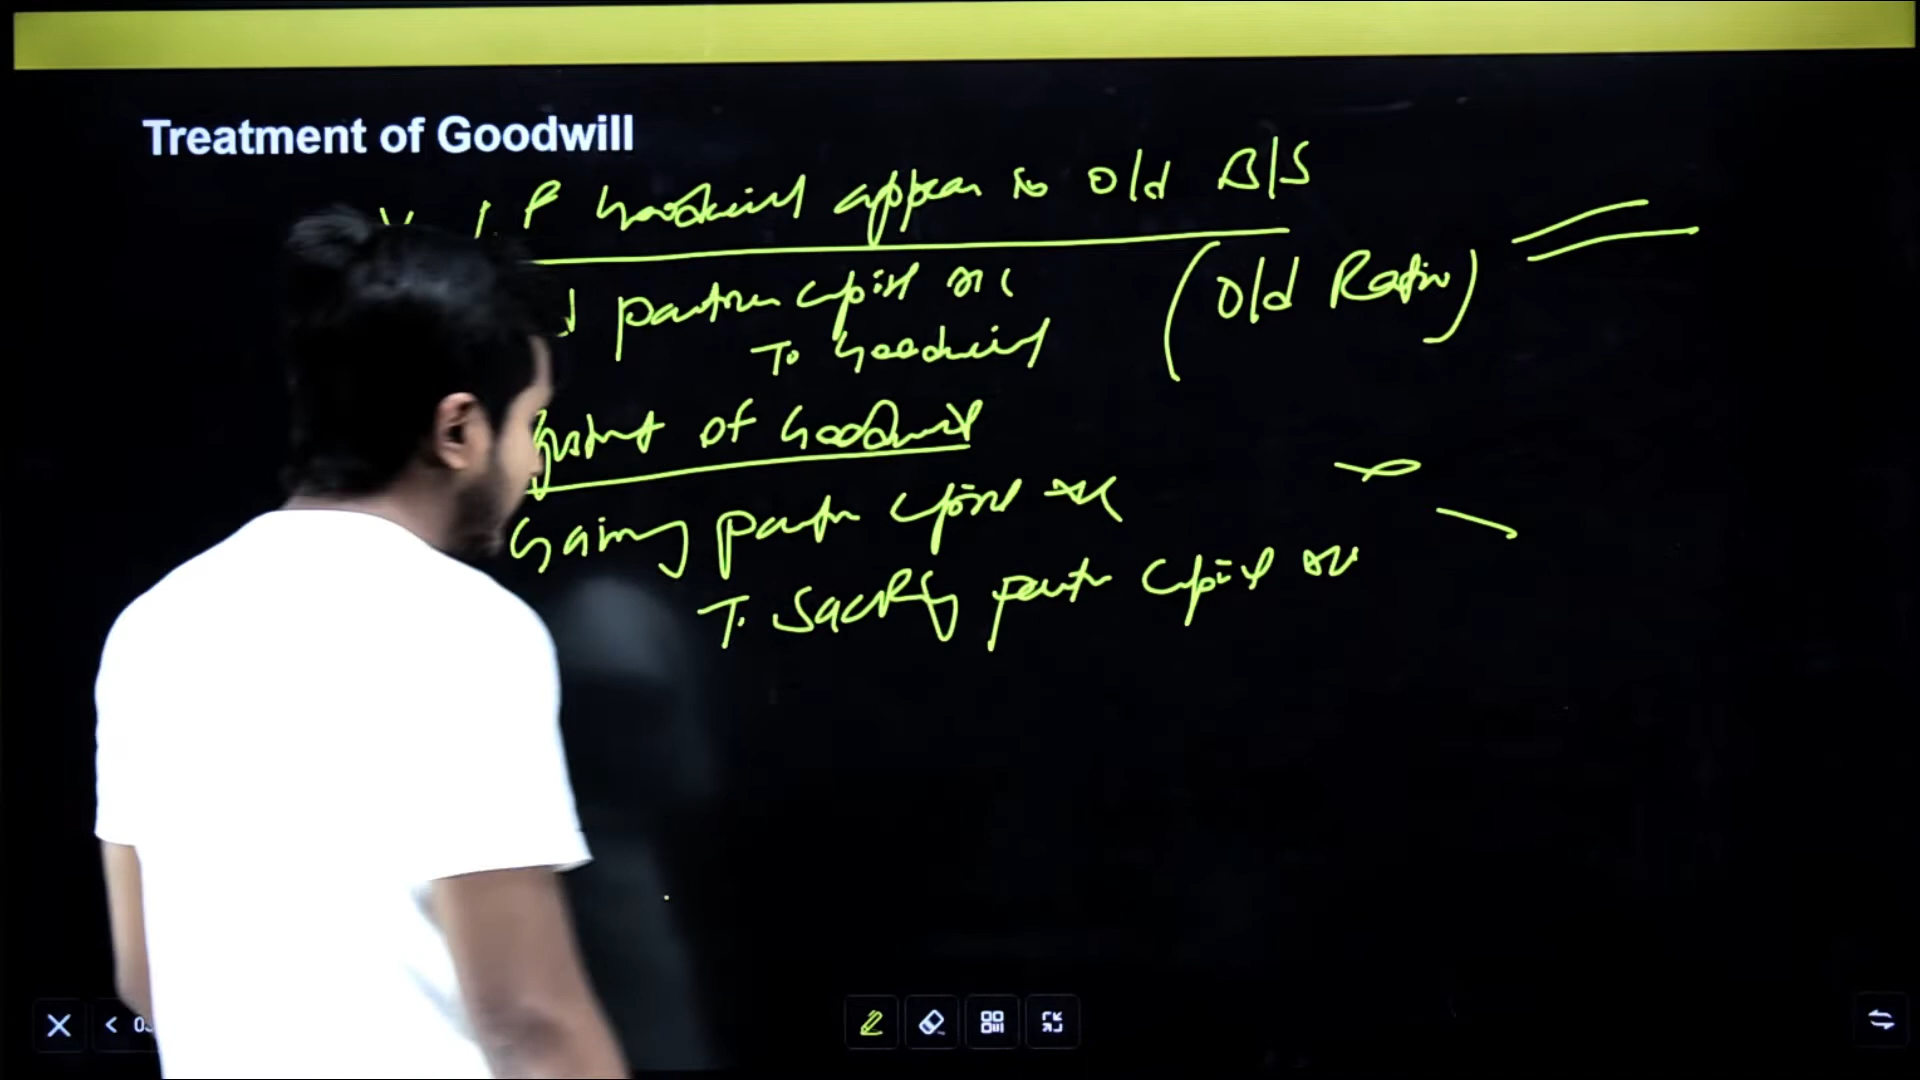 Treatment of Goodwill
If Goodwill appear in old B/S
partner capital a/c (Old Ratio)
To Goodwill
of Goodwill
Gaining partner capital a/c
To Sacrificing partner capital a/c